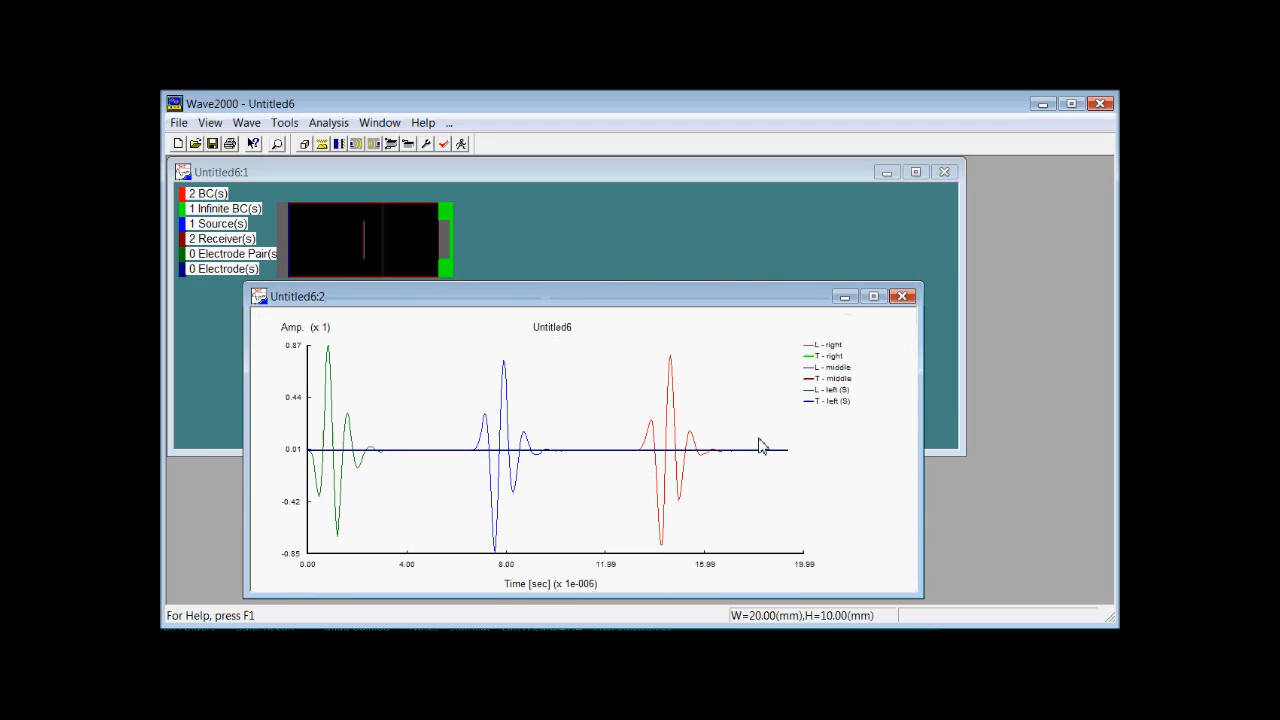 Wave2000 - Untitled6
File View Wave Tools Analysis Window Help ...
Untitled6:1
2 BC(s)
1 Infinite BC(s)
1 Source(s)
2 Receiver(s)
0 Electrode Pair(s
0 Electrode(s)
Untitled6:2
Amp. (x 1)
Untitled6
0.87
0.44
0.01
-0.42
-0.85
L - right
T - right
L - middle
T - middle
L - left (S)
T - left (S)
0.00 4.00 8.00 11.99 15.99 19.99
Time [sec] (x 1e-006)
For Help, press F1
W=20.00(mm),H=10.00(mm)